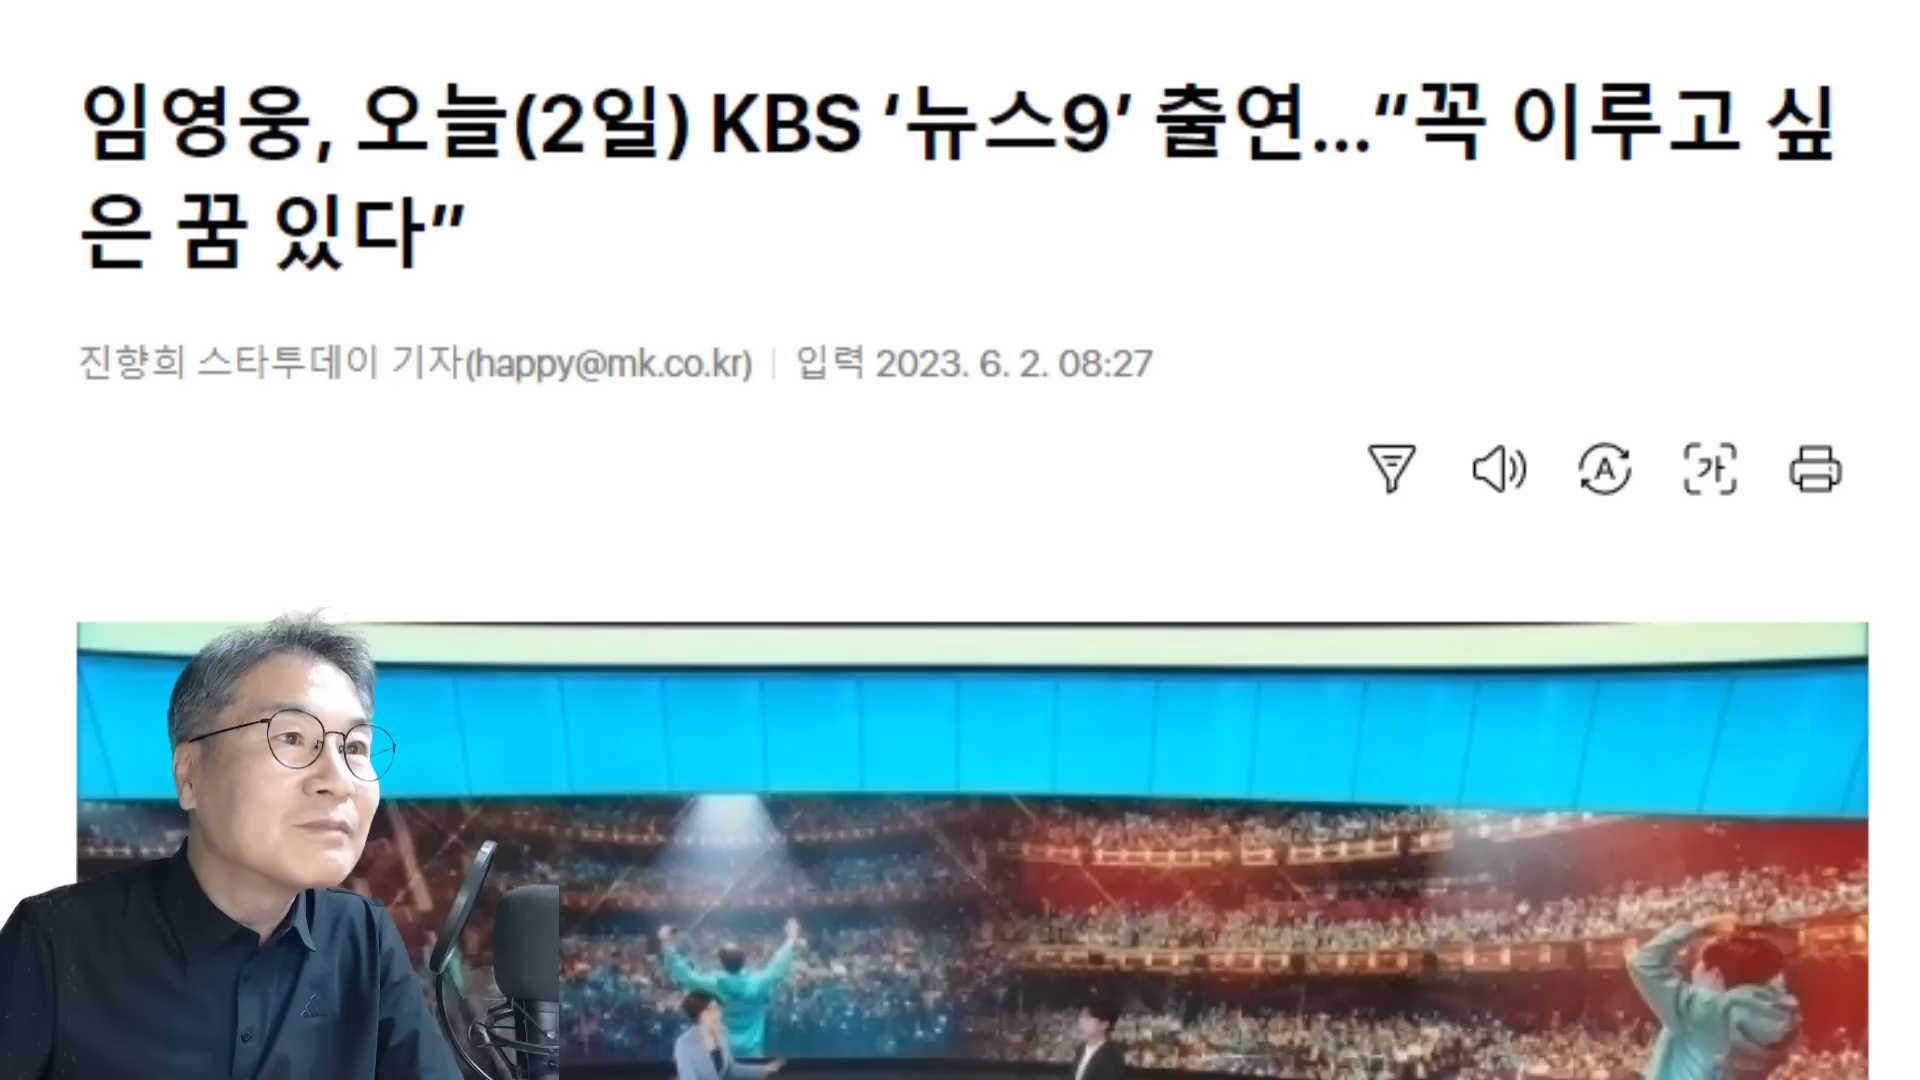 임영웅, 오늘(2일) KBS ‘뉴스9’ 출연…“꼭 이루고 싶
은 꿈 있다”
진향희 스타투데이 기자(happy@mk.co.kr) | 입력 2023. 6. 2. 08:27
A 가